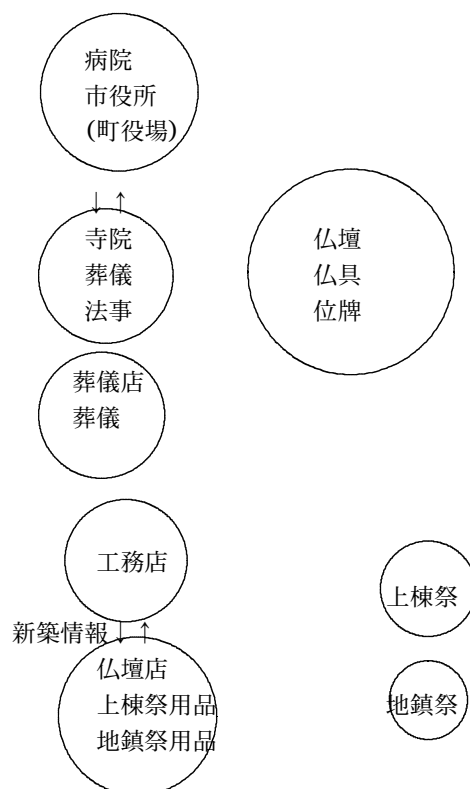 病院
市役所
(町役場)
↓ ↑
寺院
葬儀
法事
仏壇
仏具
位牌
葬儀店
葬儀
工務店
新築情報 ↓ ↑
仏壇店
上棟祭用品
地鎮祭用品
上棟祭
地鎮祭